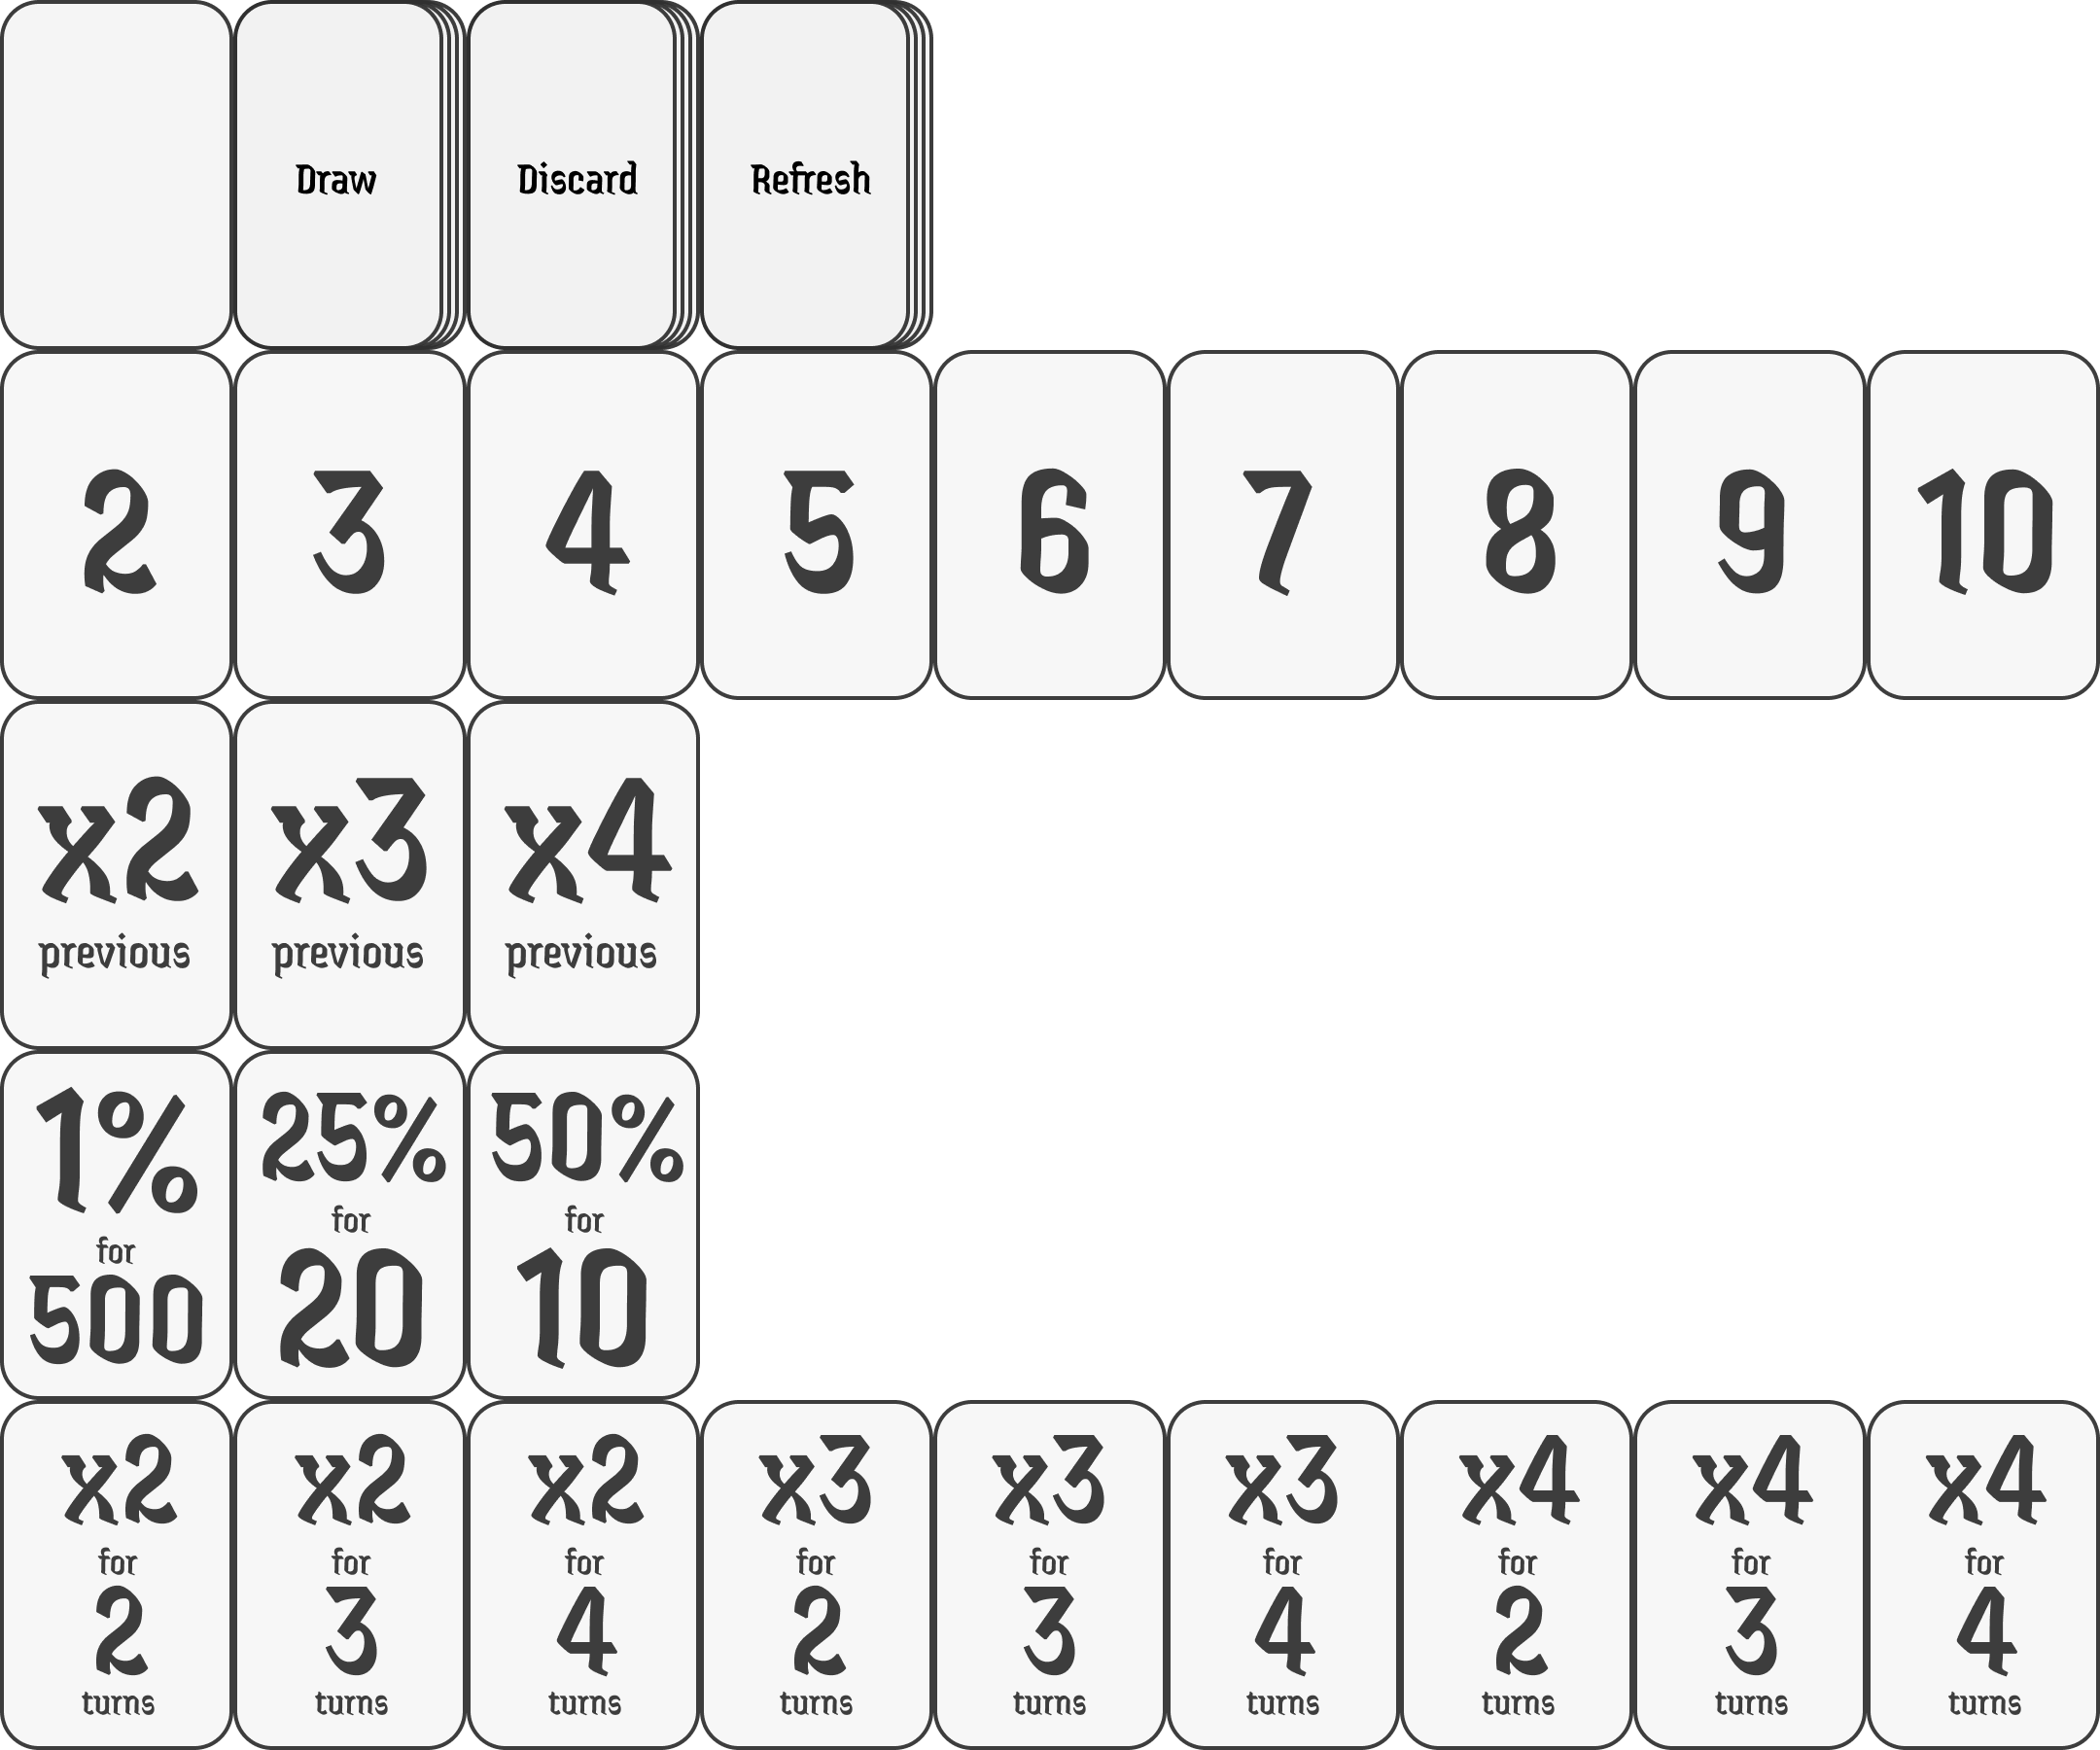 Draw Discard Refresh
2 3 4 5 6 7 8 9 10
x2 x3 x4
previous previous previous
1% 25% 50%
for for for
500 20 10
x2 x2 x2 x3 x3 x3 x4 x4 x4
for for for for for for for for for
2 3 4 2 3 4 2 3 4
turns turns turns turns turns turns turns turns turns